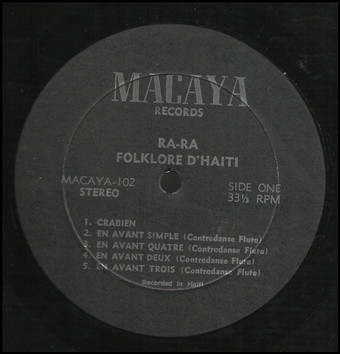 MACAYA
RECORDS
RA-RA
FOLKLORE D'HAITI
MACAYA-102
STEREO
SIDE ONE
33⅓ RPM
1. CRABIEN
2. EN AVANT SIMPLE (Contredanse Flute)
3. EN AVANT QUATRE (Contredanse Flute)
4. EN AVANT DEUX (Contredanse Flute)
5. EN AVANT TROIS (Contredanse Flute)
Recorded in Haiti